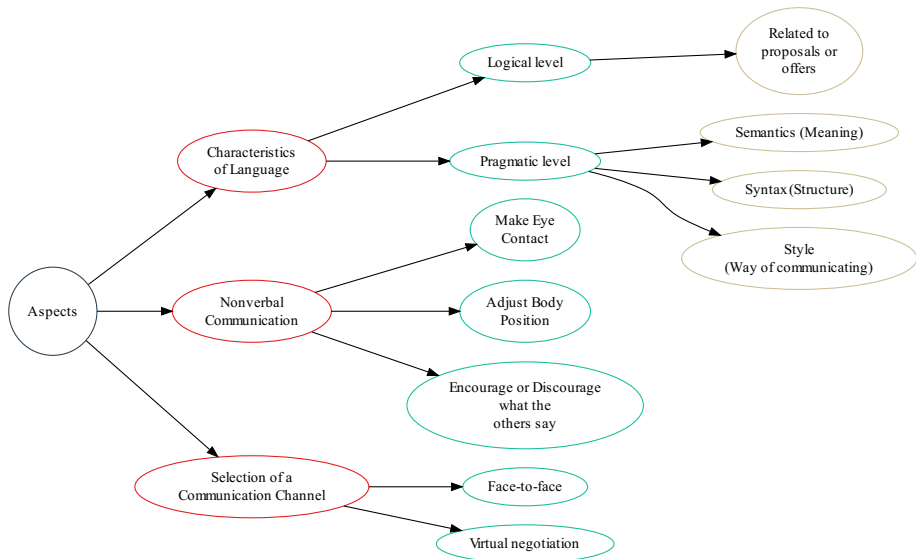 Aspects
Characteristics
of Language
Logical level
Related to
proposals or
offers
Pragmatic level
Semantics (Meaning)
Syntax (Structure)
Style
(Way of communicating)
Nonverbal
Communication
Make Eye
Contact
Adjust Body
Position
Encourage or Discourage
what the
others say
Selection of a
Communication Channel
Face-to-face
Virtual negotiation